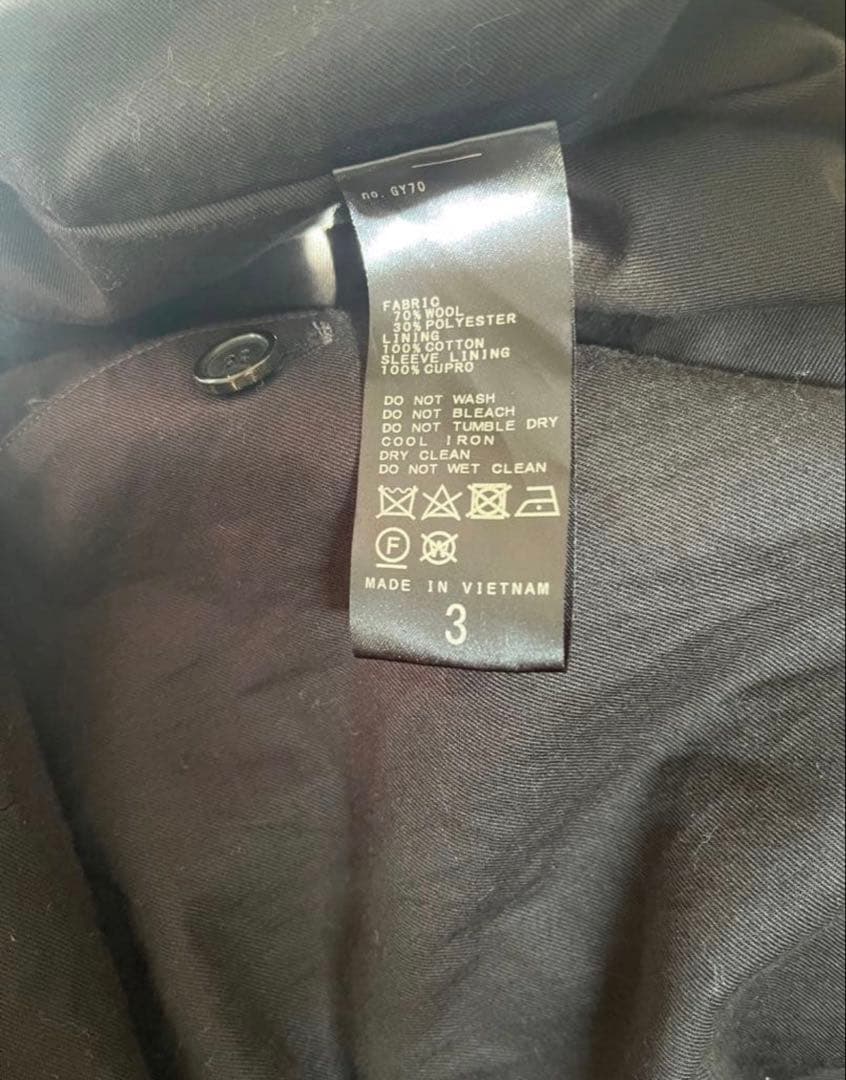 no. GY70
FABRIC
70% WOOL
30% POLYESTER
LINING
100% COTTON
SLEEVE LINING
100% CUPRO
DO NOT WASH
DO NOT BLEACH
DO NOT TUMBLE DRY
COOL IRON
DRY CLEAN
DO NOT WET CLEAN
F W
MADE IN VIETNAM
3